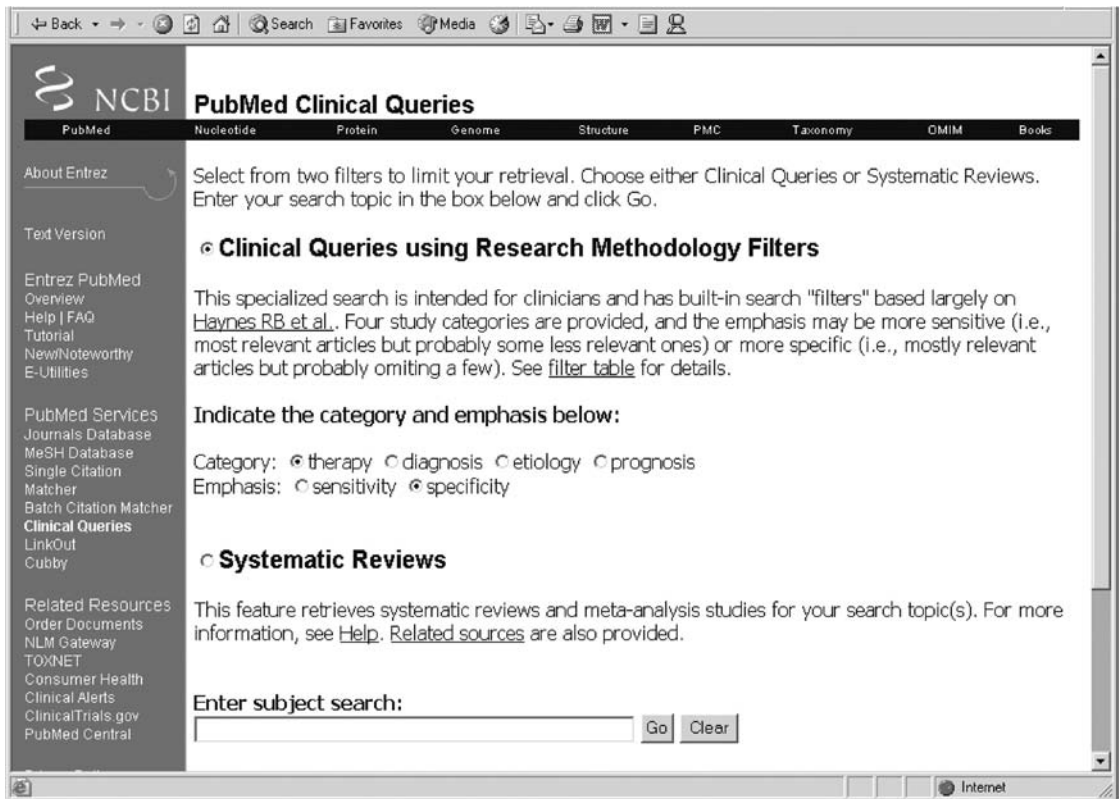 Back
Search
Favorites
Media
NCBI
PubMed Clinical Queries
PubMed Nucleotide Protein Genome Structure PMC Taxonomy OMIM Books
About Entrez
Text Version
Entrez PubMed
Overview
Help | FAQ
Tutorial
New/Noteworthy
E-Utilities
PubMed Services
Journals Database
MeSH Database
Single Citation
Matcher
Batch Citation Matcher
Clinical Queries
LinkOut
Cubby
Related Resources
Order Documents
NLM Gateway
TOXNET
Consumer Health
Clinical Alerts
ClinicalTrials.gov
PubMed Central
Select from two filters to limit your retrieval. Choose either Clinical Queries or Systematic Reviews.
Enter your search topic in the box below and click Go.
Clinical Queries using Research Methodology Filters
This specialized search is intended for clinicians and has built-in search "filters" based largely on
Haynes RB et al.. Four study categories are provided, and the emphasis may be more sensitive (i.e.,
most relevant articles but probably some less relevant ones) or more specific (i.e., mostly relevant
articles but probably omiting a few). See filter table for details.
Indicate the category and emphasis below:
Category: therapy diagnosis etiology prognosis
Emphasis: sensitivity specificity
Systematic Reviews
This feature retrieves systematic reviews and meta-analysis studies for your search topic(s). For more
information, see Help. Related sources are also provided.
Enter subject search:
Go Clear
Internet